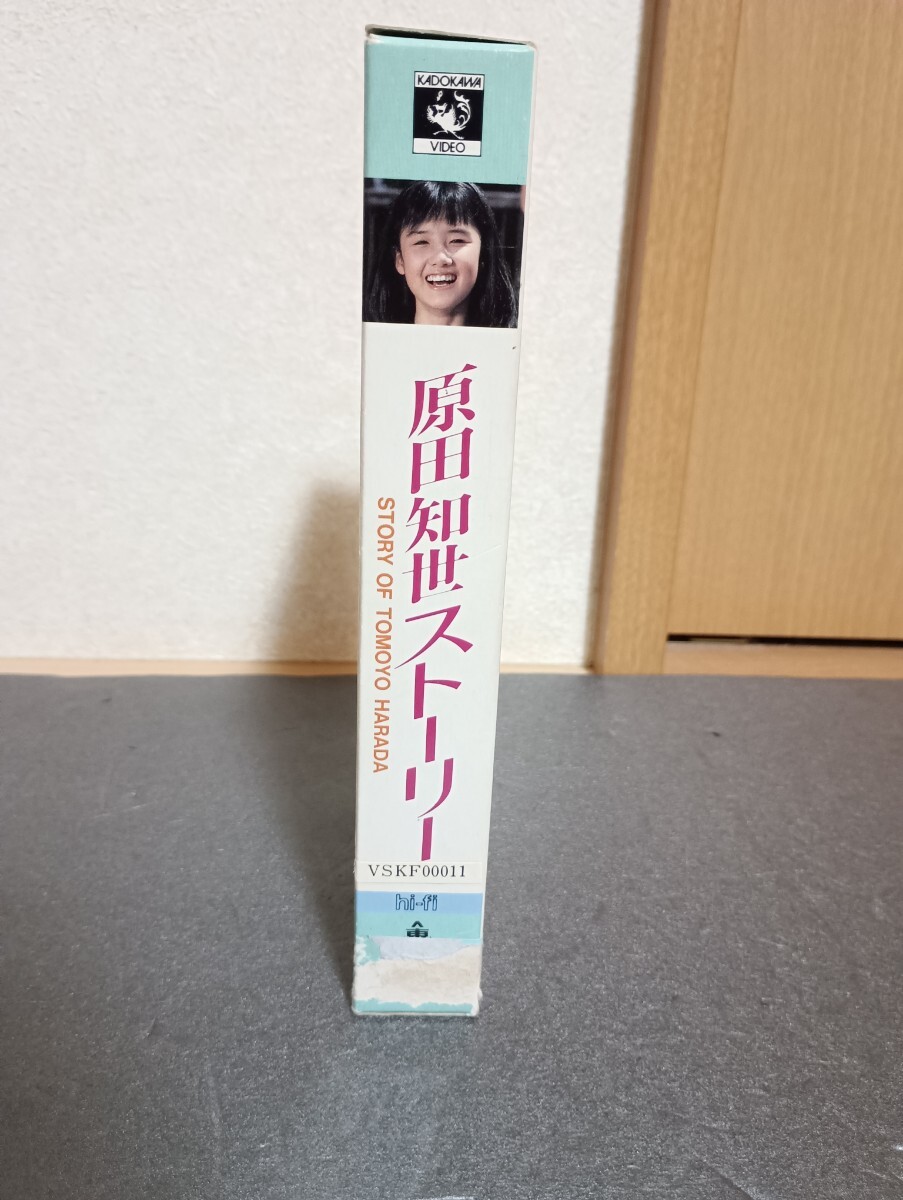 KADOKAWA
VIDEO
原田知世ストーリー
STORY OF TOMOYO HARADA
VSKF00011
hi-fi